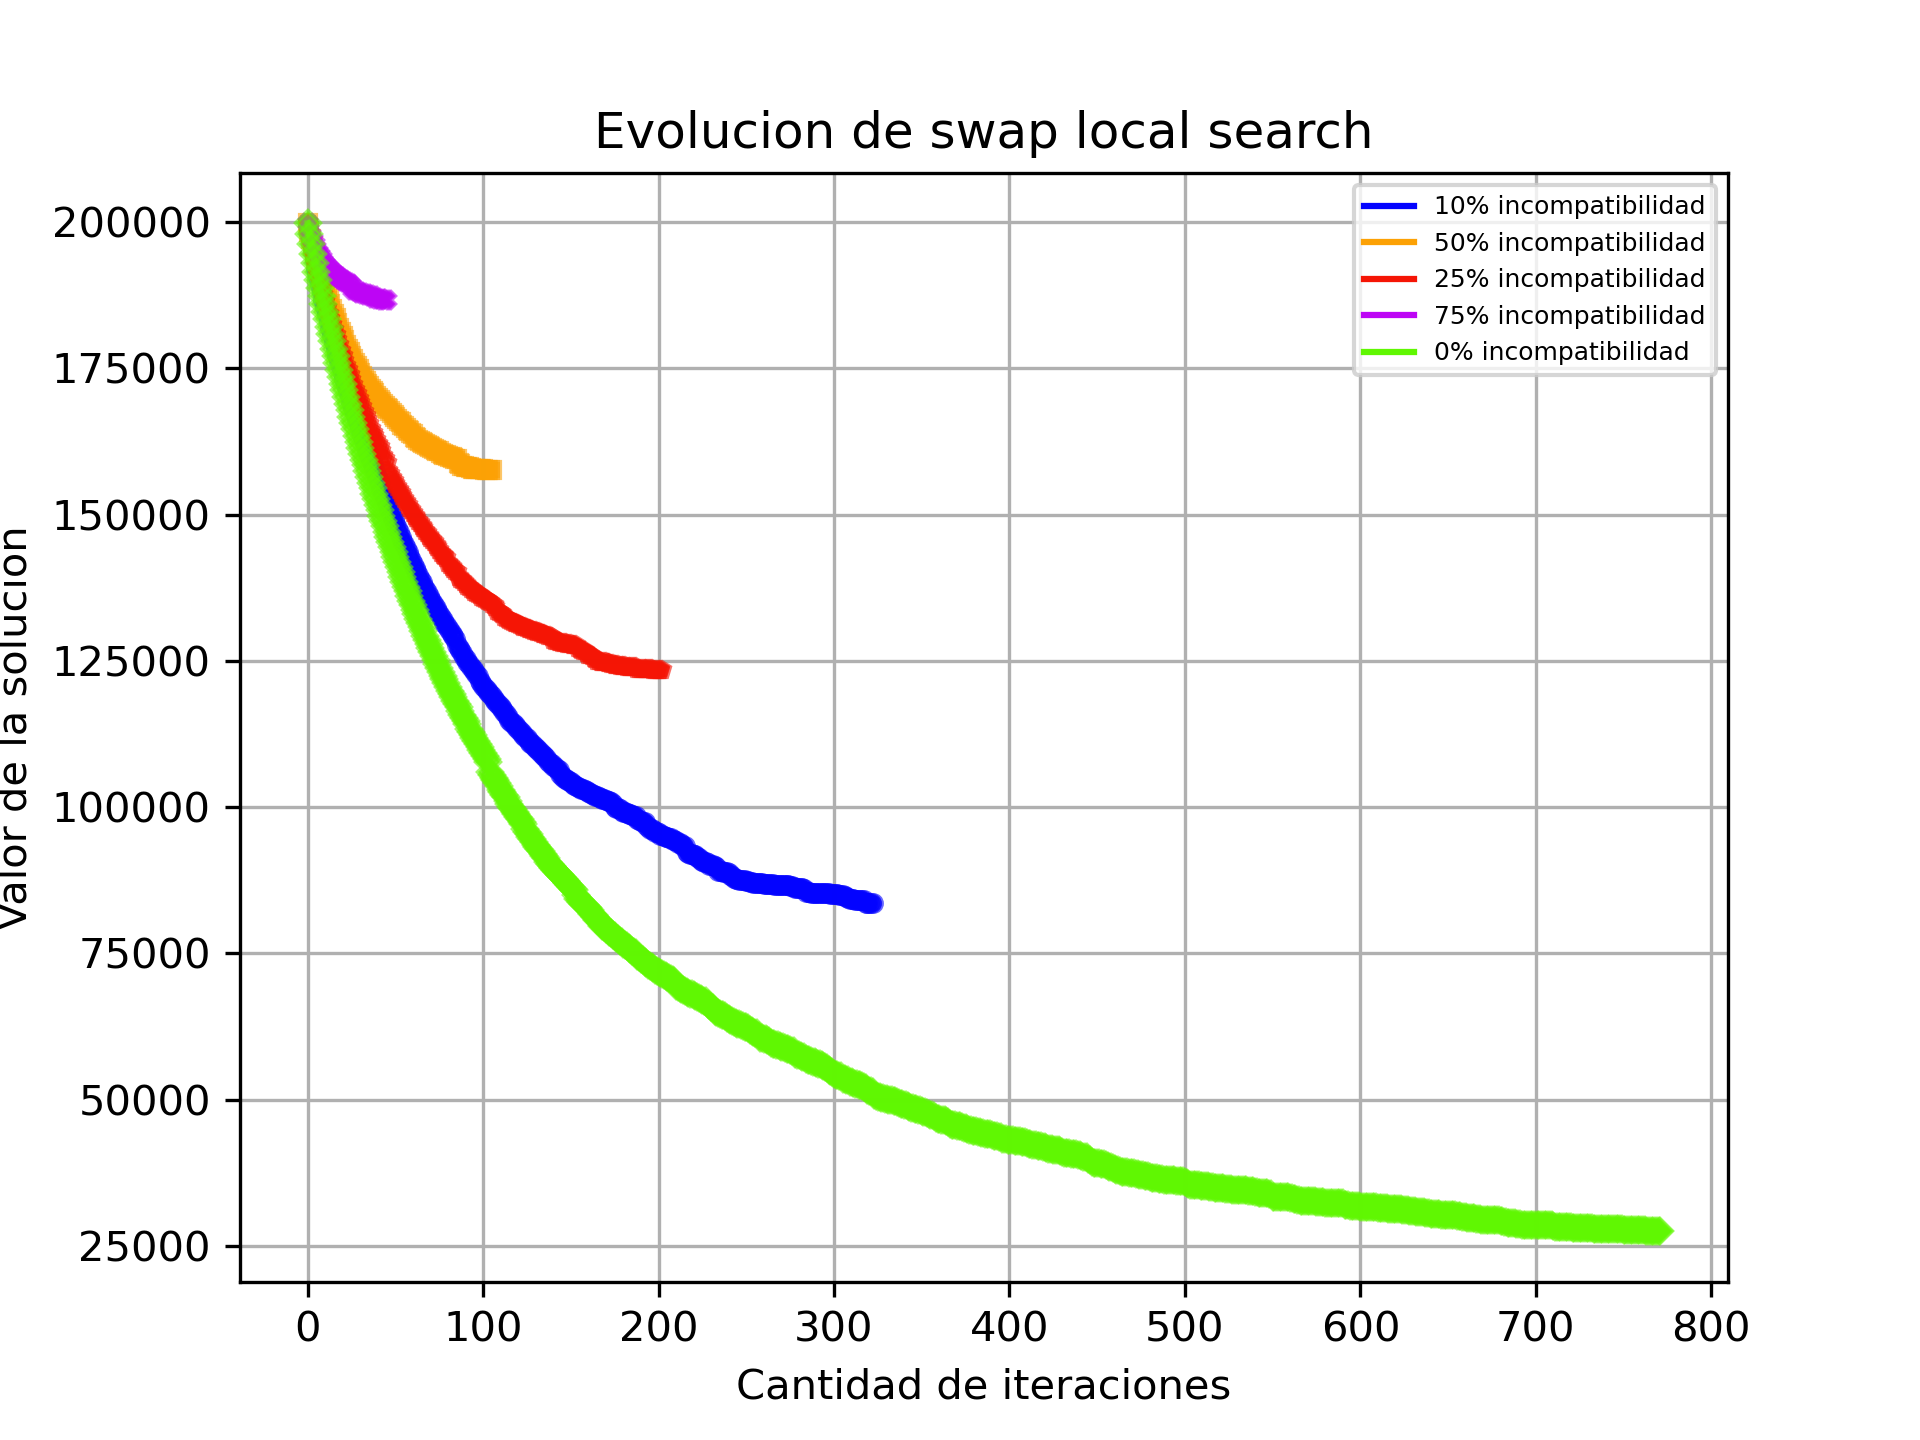 Evolucion de swap local search
10% incompatibilidad
50% incompatibilidad
25% incompatibilidad
75% incompatibilidad
0% incompatibilidad
200000
175000
150000
125000
100000
75000
50000
25000
Valor de la solucion
0 100 200 300 400 500 600 700 800
Cantidad de iteraciones